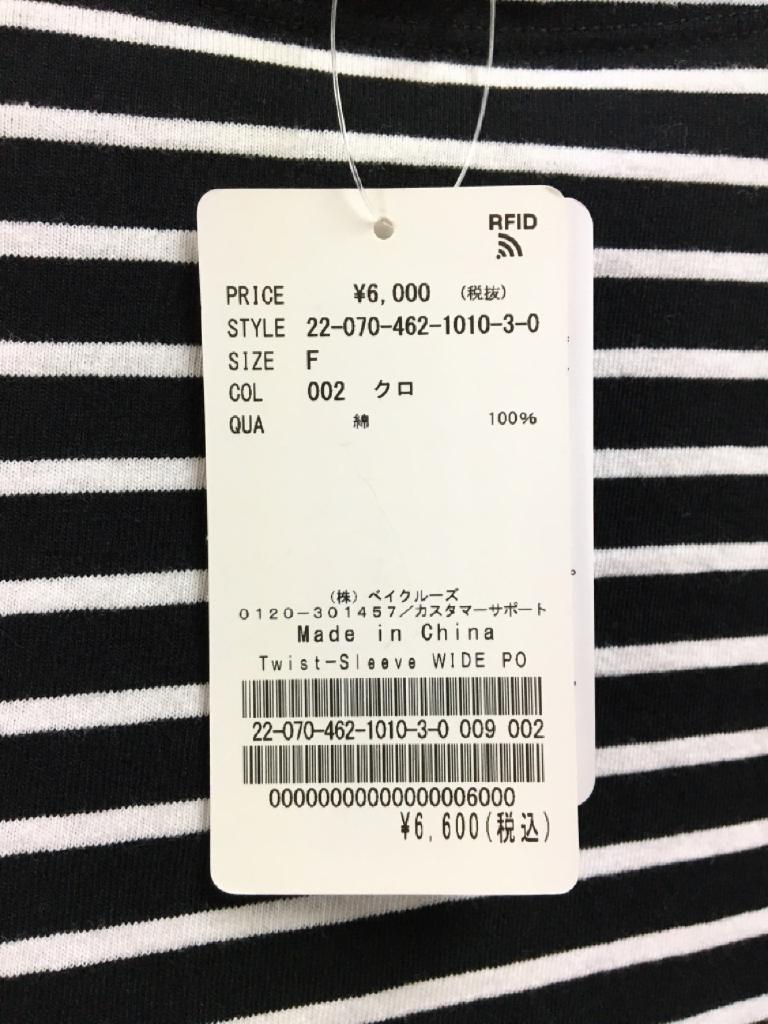 RFID
PRICE ¥6,000 (税抜)
STYLE 22-070-462-1010-3-0
SIZE F
COL 002 クロ
QUA 綿 100%
(株) ベイクルーズ
0120-301457/カスタマーサポート
Made in China
Twist-Sleeve WIDE PO
22-070-462-1010-3-0 009 002
00000000000000006000
¥6,600(税込)